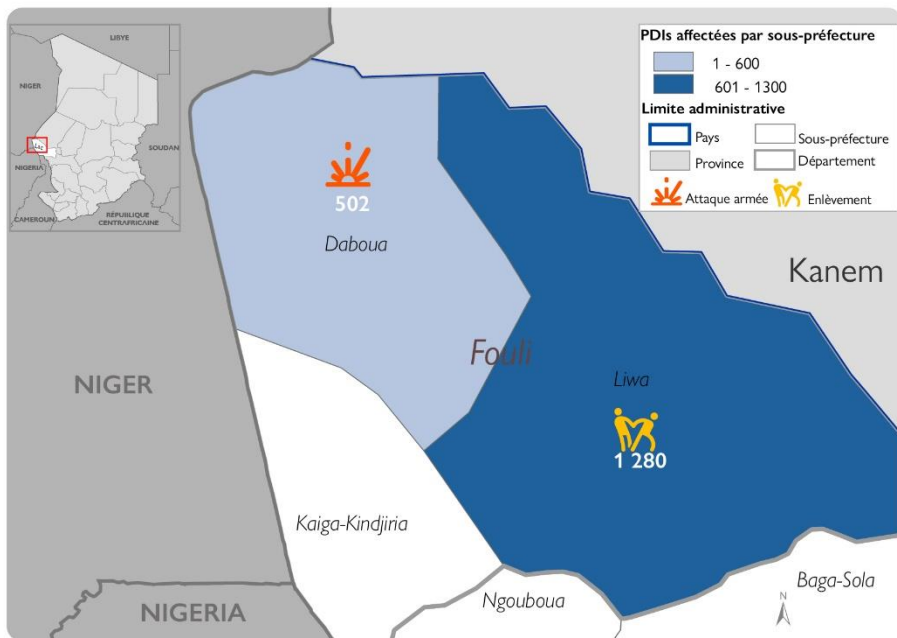 LIBYE
NIGER
SOUDAN
NIGERIA
CAMEROUN
RÉPUBLIQUE
CENTRAFRICAINE
PDIs affectées par sous-préfecture
1 - 600
601 - 1300
Limite administrative
Pays
Sous-préfecture
Province
Département
Attaque armée
Enlèvement
502
Daboua
Kanem
Fouli
Liwa
NIGER
1 280
Kaiga-Kindjiria
Baga-Sola
Ngouboua
N
NIGERIA